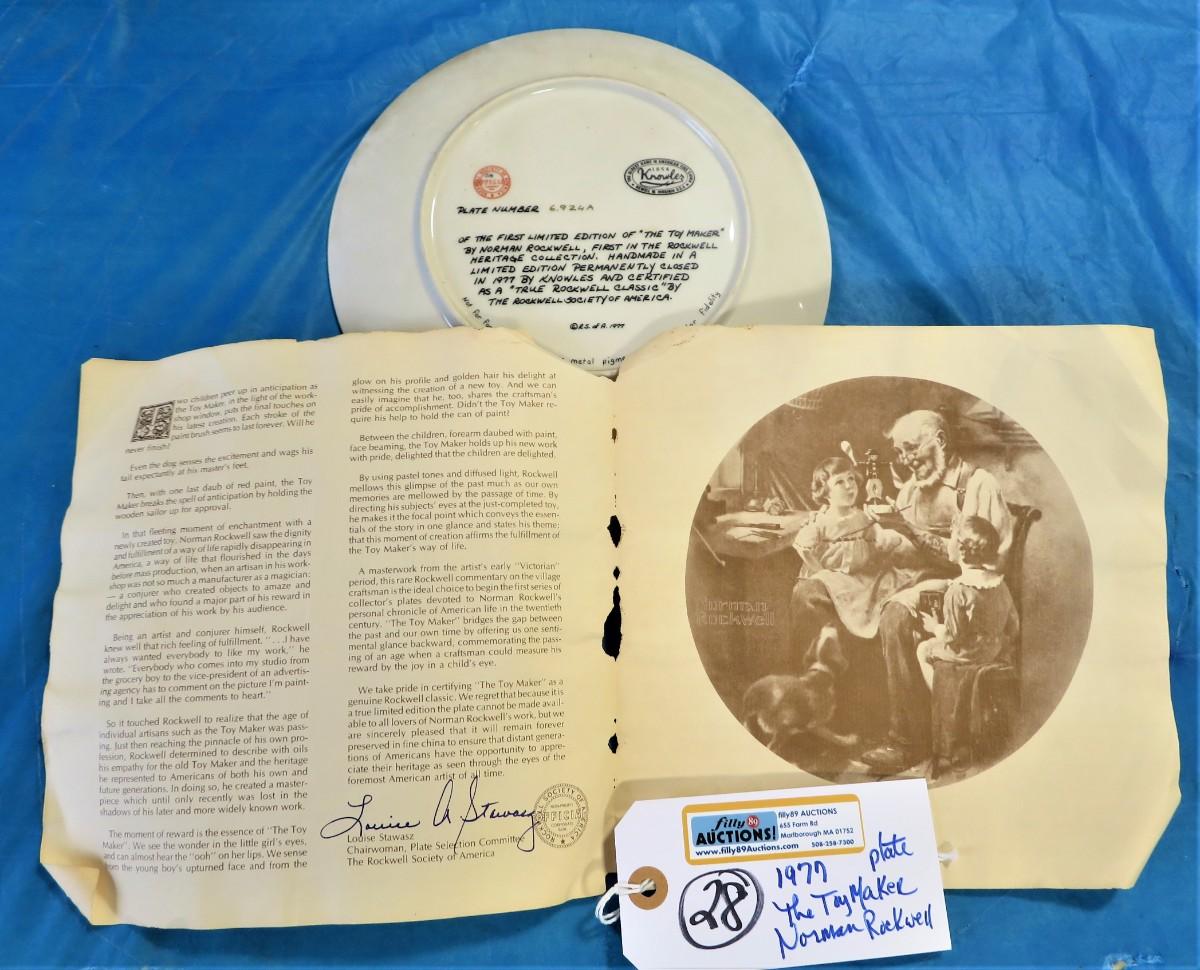 Knowles
1854
PLATE NUMBER 6.924A
OF THE FIRST LIMITED EDITION OF "THE TOY MAKER"
BY NORMAN ROCKWELL, FIRST IN THE ROCKWELL
HERITAGE COLLECTION. HANDMADE IN A
LIMITED EDITION PERMANENTLY CLOSED
IN 1977 BY KNOWLES AND CERTIFIED
AS A "TRUE ROCKWELL CLASSIC" BY
THE ROCKWELL SOCIETY OF AMERICA.
©R.S. of A. 1977
Not For
metal pigm
for fidelity
wo children peer up in anticipation as
the Toy Maker, in the light of the work-
shop window, puts the final touches on
his latest creation. Each stroke of the
paint brush seems to last forever. Will he
never finish?
Even the dog senses the excitement and wags his
tail expectantly at his master's feet.
Then, with one last daub of red paint, the Toy
Maker breaks the spell of anticipation by holding the
wooden sailor up for approval.
In that fleeting moment of enchantment with a
newly created toy, Norman Rockwell saw the dignity
and fulfillment of a way of life rapidly disappearing in
America, a way of life that flourished in the days
before mass production, when an artisan in his work-
shop was not so much a manufacturer as a magician:
— a conjurer who created objects to amaze and
delight and who found a major part of his reward in
the appreciation of his work by his audience.
Being an artist and conjurer himself, Rockwell
knew well that rich feeling of fulfillment. ". . .I have
always wanted everybody to like my work," he
wrote. "Everybody who comes into my studio from
the grocery boy to the vice-president of an advertis-
ing agency has to comment on the picture I'm paint-
ing and I take all the comments to heart."
So it touched Rockwell to realize that the age of
individual artisans such as the Toy Maker was pass-
ing. Just then reaching the pinnacle of his own pro-
fession, Rockwell determined to describe with oils
his empathy for the old Toy Maker and the heritage
he represented to Americans of both his own and
future generations. In doing so, he created a master-
piece which until only recently was lost in the
shadows of his later and more widely known work.
The moment of reward is the essence of "The Toy
Maker". We see the wonder in the little girl's eyes,
and can almost hear the "ooh" on her lips. We sense
from the young boy's upturned face and from the
glow on his profile and golden hair his delight at
witnessing the creation of a new toy. And we can
easily imagine that he, too, shares the craftsman's
pride of accomplishment. Didn't the Toy Maker re-
quire his help to hold the can of paint?
Between the children, forearm daubed with paint,
face beaming, the Toy Maker holds up his new work
with pride, delighted that the children are delighted.
By using pastel tones and diffused light, Rockwell
mellows this glimpse of the past much as our own
memories are mellowed by the passage of time. By
directing his subjects' eyes at the just-completed toy,
he makes it the focal point which conveys the essen-
tials of the story in one glance and states his theme:
that this moment of creation affirms the fulfillment of
the Toy Maker's way of life.
A masterwork from the artist's early "Victorian"
period, this rare Rockwell commentary on the village
craftsman is the ideal choice to begin the first series of
collector's plates devoted to Norman Rockwell's
personal chronicle of American life in the twentieth
century. "The Toy Maker" bridges the gap between
the past and our own time by offering us one senti-
mental glance backward, commemorating the pass-
ing of an age when a craftsman could measure his
reward by the joy in a child's eye.
We take pride in certifying "The Toy Maker" as a
genuine Rockwell classic. We regret that because it is
a true limited edition the plate cannot be made avail-
able to all lovers of Norman Rockwell's work, but we
are sincerely pleased that it will remain forever
preserved in fine china to ensure that distant genera-
tions of Americans have the opportunity to appre-
ciate their heritage as seen through the eyes of the
foremost American artist of all time.
Louise A Stawasz
Louise Stawasz
Chairwoman, Plate Selection Committee
The Rockwell Society of America
OFFICIAL
Norman
Rockwell
filly 89
AUCTIONS!
www.filly89Auctions.com
filly89 AUCTIONS
655 Farm Rd
Marlborough MA 01752
508-258-7300
28
1977 plate
The Toy Maker
Norman Rockwell